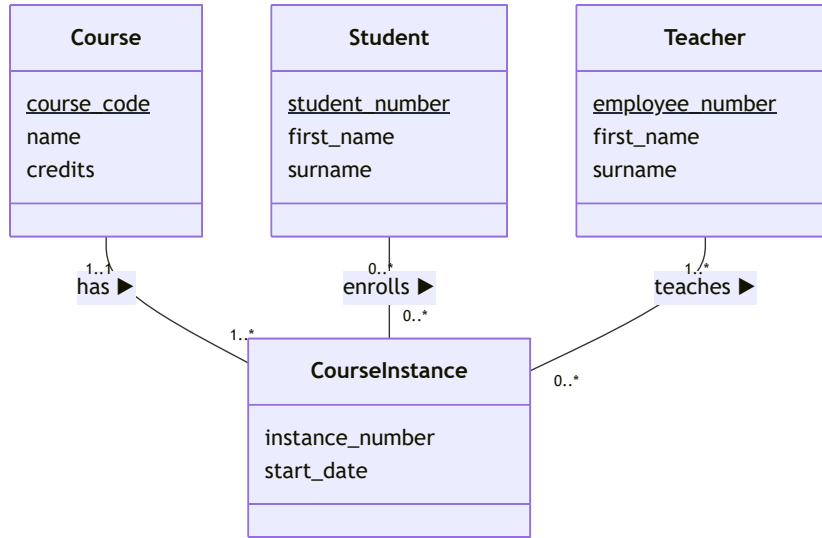 Course
course_code
name
credits
Student
student_number
first_name
surname
Teacher
employee_number
first_name
surname
1..1
has ▶
1..*
0..*
enrolls ▶
0..*
1..*
teaches ▶
0..*
CourseInstance
instance_number
start_date